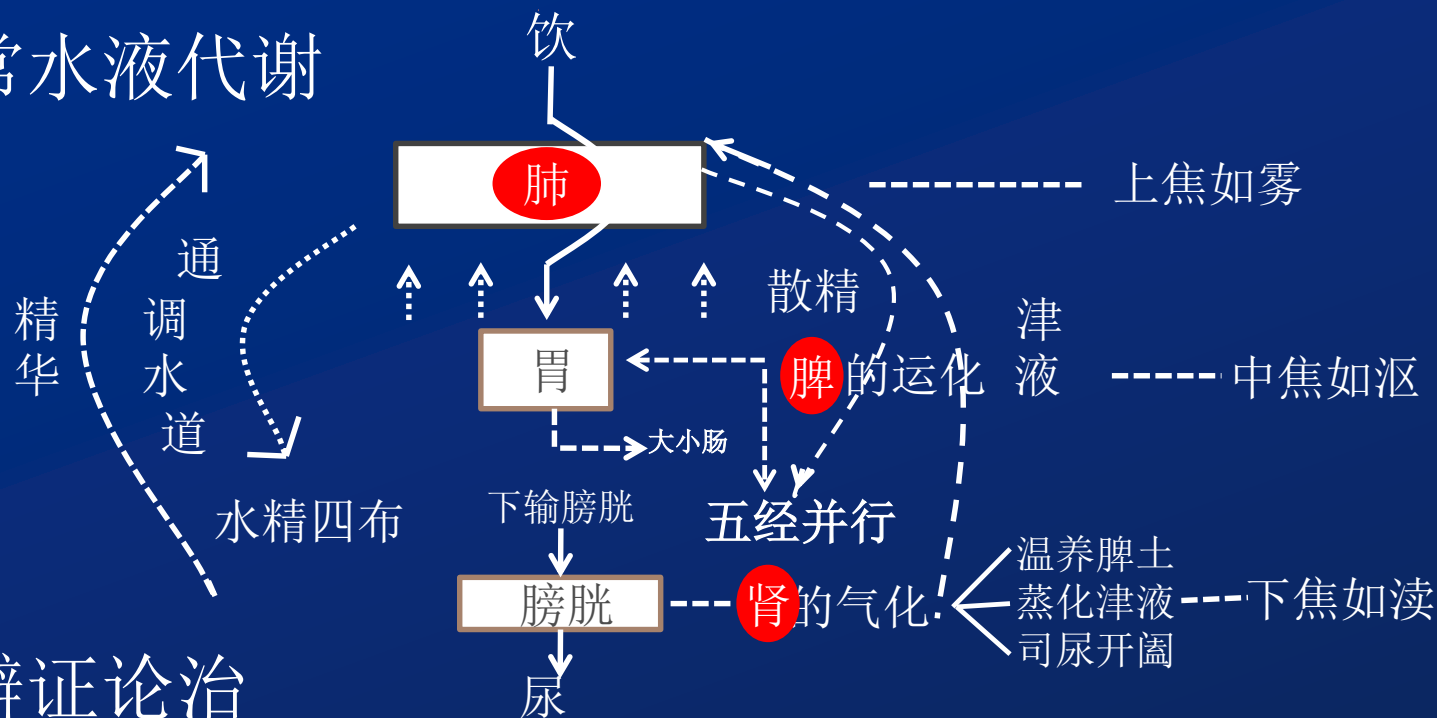 常水液代谢
饮
肺
上焦如雾
通调水道
精华
散精
津液
胃
脾的运化
中焦如沤
大小肠
水精四布
下输膀胱
五经并行
膀胱
肾的气化
温养脾土
蒸化津液
司尿开阖
下焦如渎
尿
辨证论治